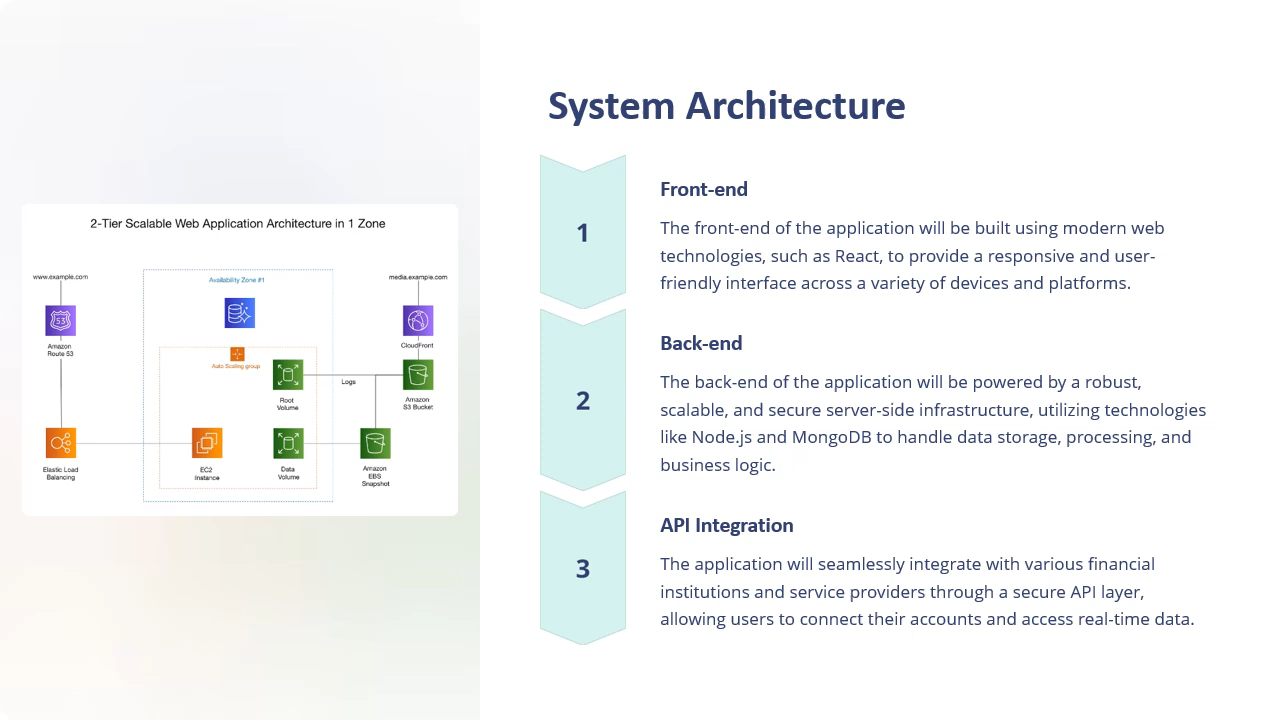 2-Tier Scalable Web Application Architecture in 1 Zone
www.example.com
Availability Zone #1
media.example.com
53
Amazon
Route 53
CloudFront
Auto Scaling group
Root
Volume
Logs
Amazon
S3 Bucket
Elastic Load
Balancing
EC2
Instance
Data
Volume
Amazon
EBS
Snapshot
System Architecture
1
Front-end
The front-end of the application will be built using modern web
technologies, such as React, to provide a responsive and user-
friendly interface across a variety of devices and platforms.
2
Back-end
The back-end of the application will be powered by a robust,
scalable, and secure server-side infrastructure, utilizing technologies
like Node.js and MongoDB to handle data storage, processing, and
business logic.
3
API Integration
The application will seamlessly integrate with various financial
institutions and service providers through a secure API layer,
allowing users to connect their accounts and access real-time data.